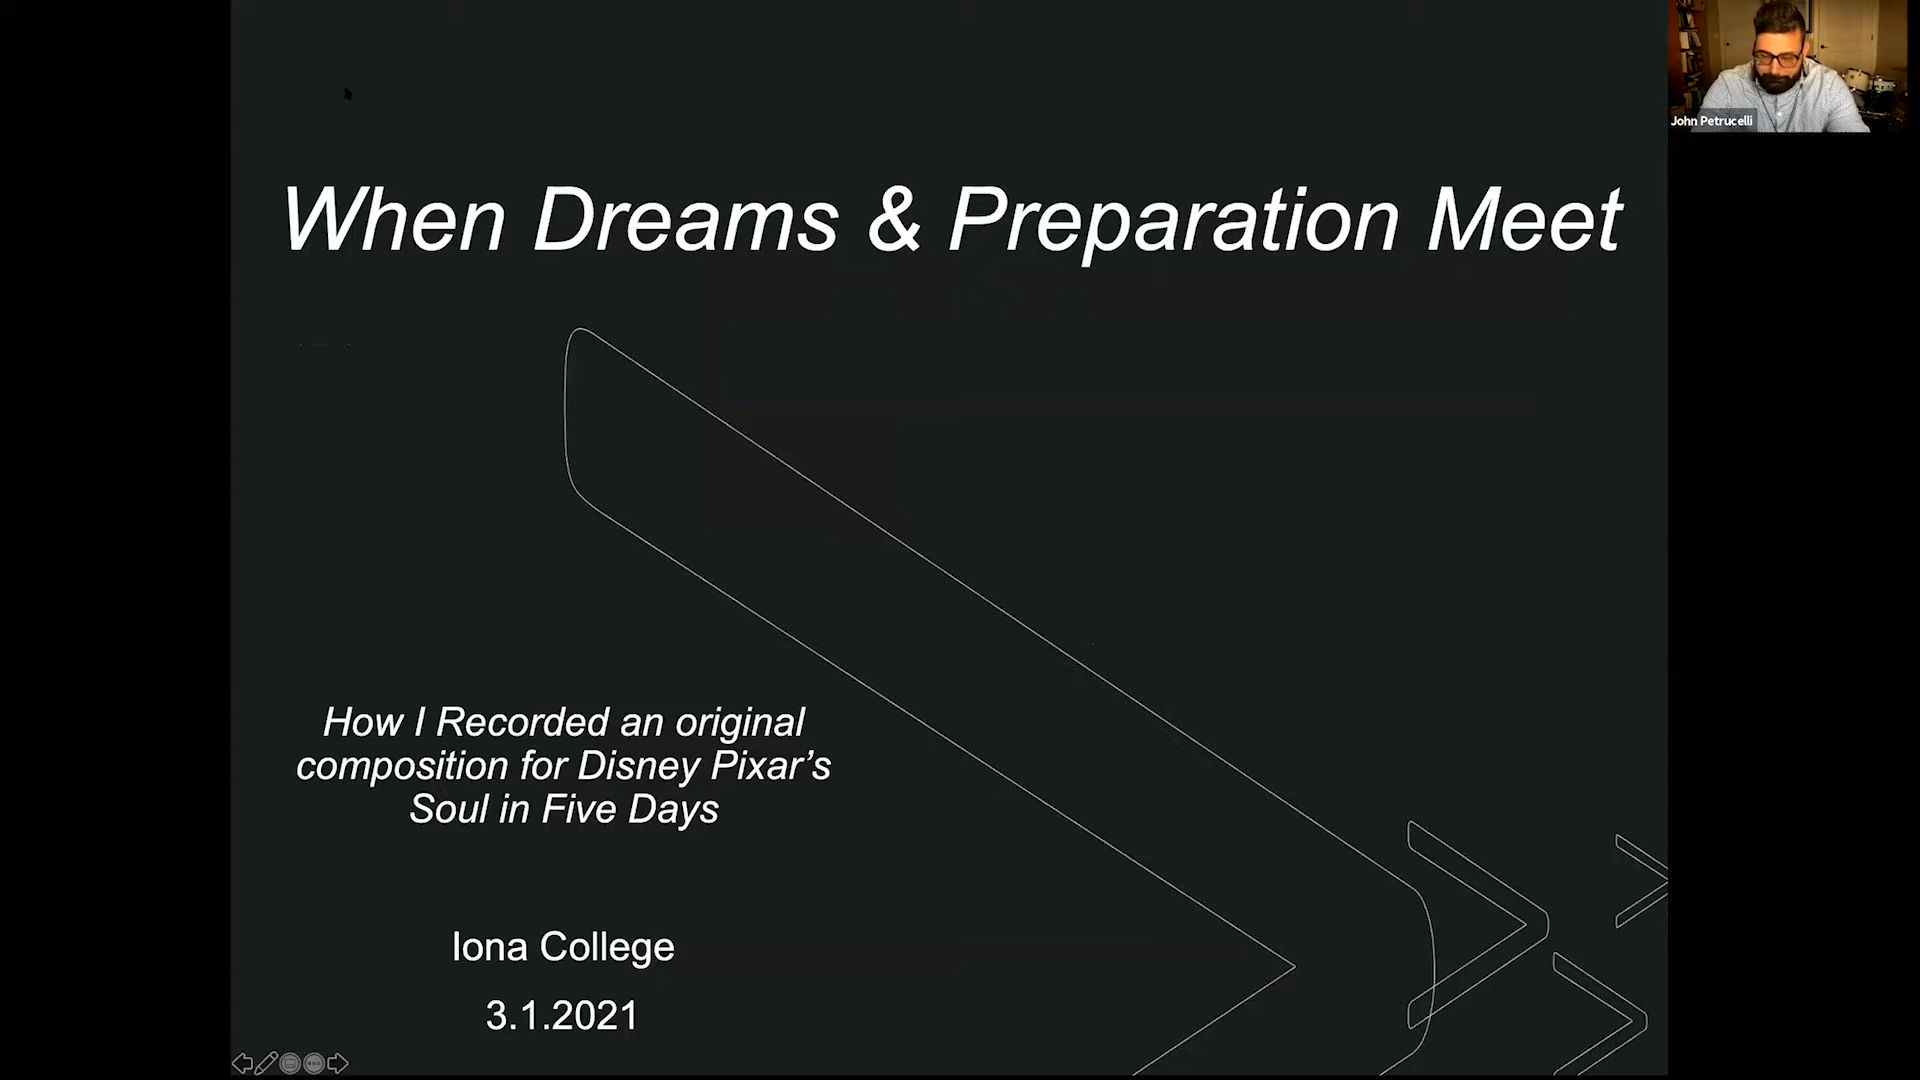 When Dreams & Preparation Meet
How I Recorded an original
composition for Disney Pixar’s
Soul in Five Days
Iona College
3.1.2021
John Petrucelli